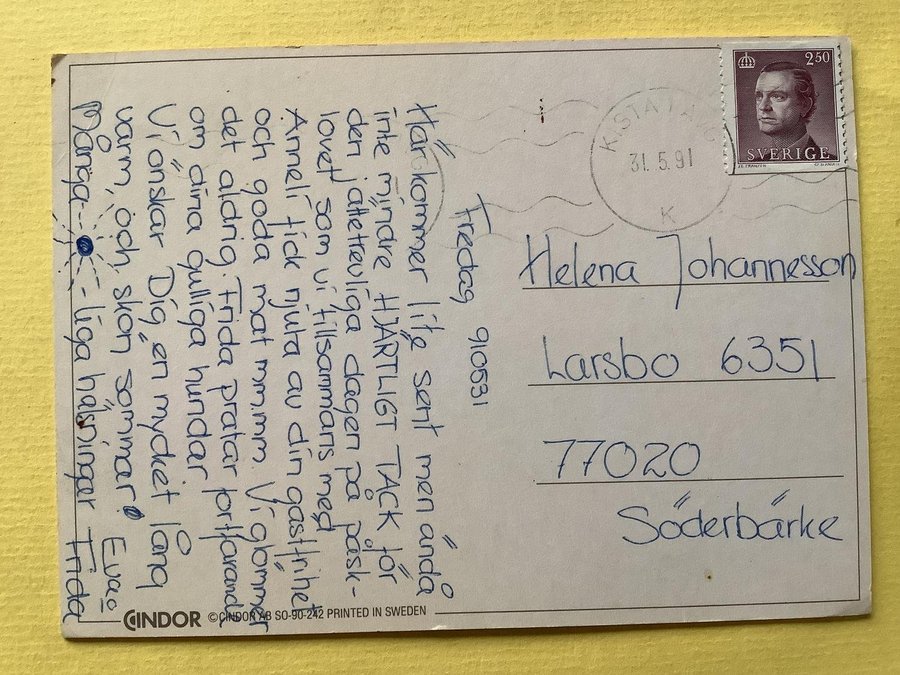 Fredag 910531
Här kommer lite sent men ändå
inte mindre HJÄRTLIGT TACK för
den jättetrevliga dagen på påsk-
lovet som vi tillsammans med
Anneli fick njuta av din gästfrihet
och goda mat m.m.m.m. Vi glömmer
det aldrig. Frida pratar fortfarande
om dina gulliga hundar
Vi önskar Dig en mycket lång
varm, och skön sommar!
Många
-liga hälsningar Eva o
Frida
2.50
SVERIGE
31.5.91
K
Helena Johannesson
Larsbo 6351
77020
Söderbärke
CINDOR © CINDOR AB SO-90-242 PRINTED IN SWEDEN